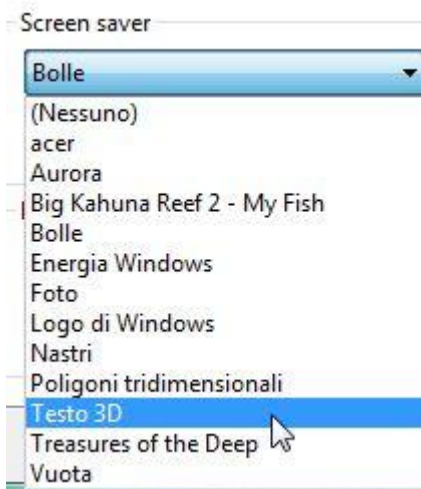 Screen saver
Bolle
(Nessuno)
acer
Aurora
Big Kahuna Reef 2 - My Fish
Bolle
Energia Windows
Foto
Logo di Windows
Nastri
Poligoni tridimensionali
Testo 3D
Treasures of the Deep
Vuota